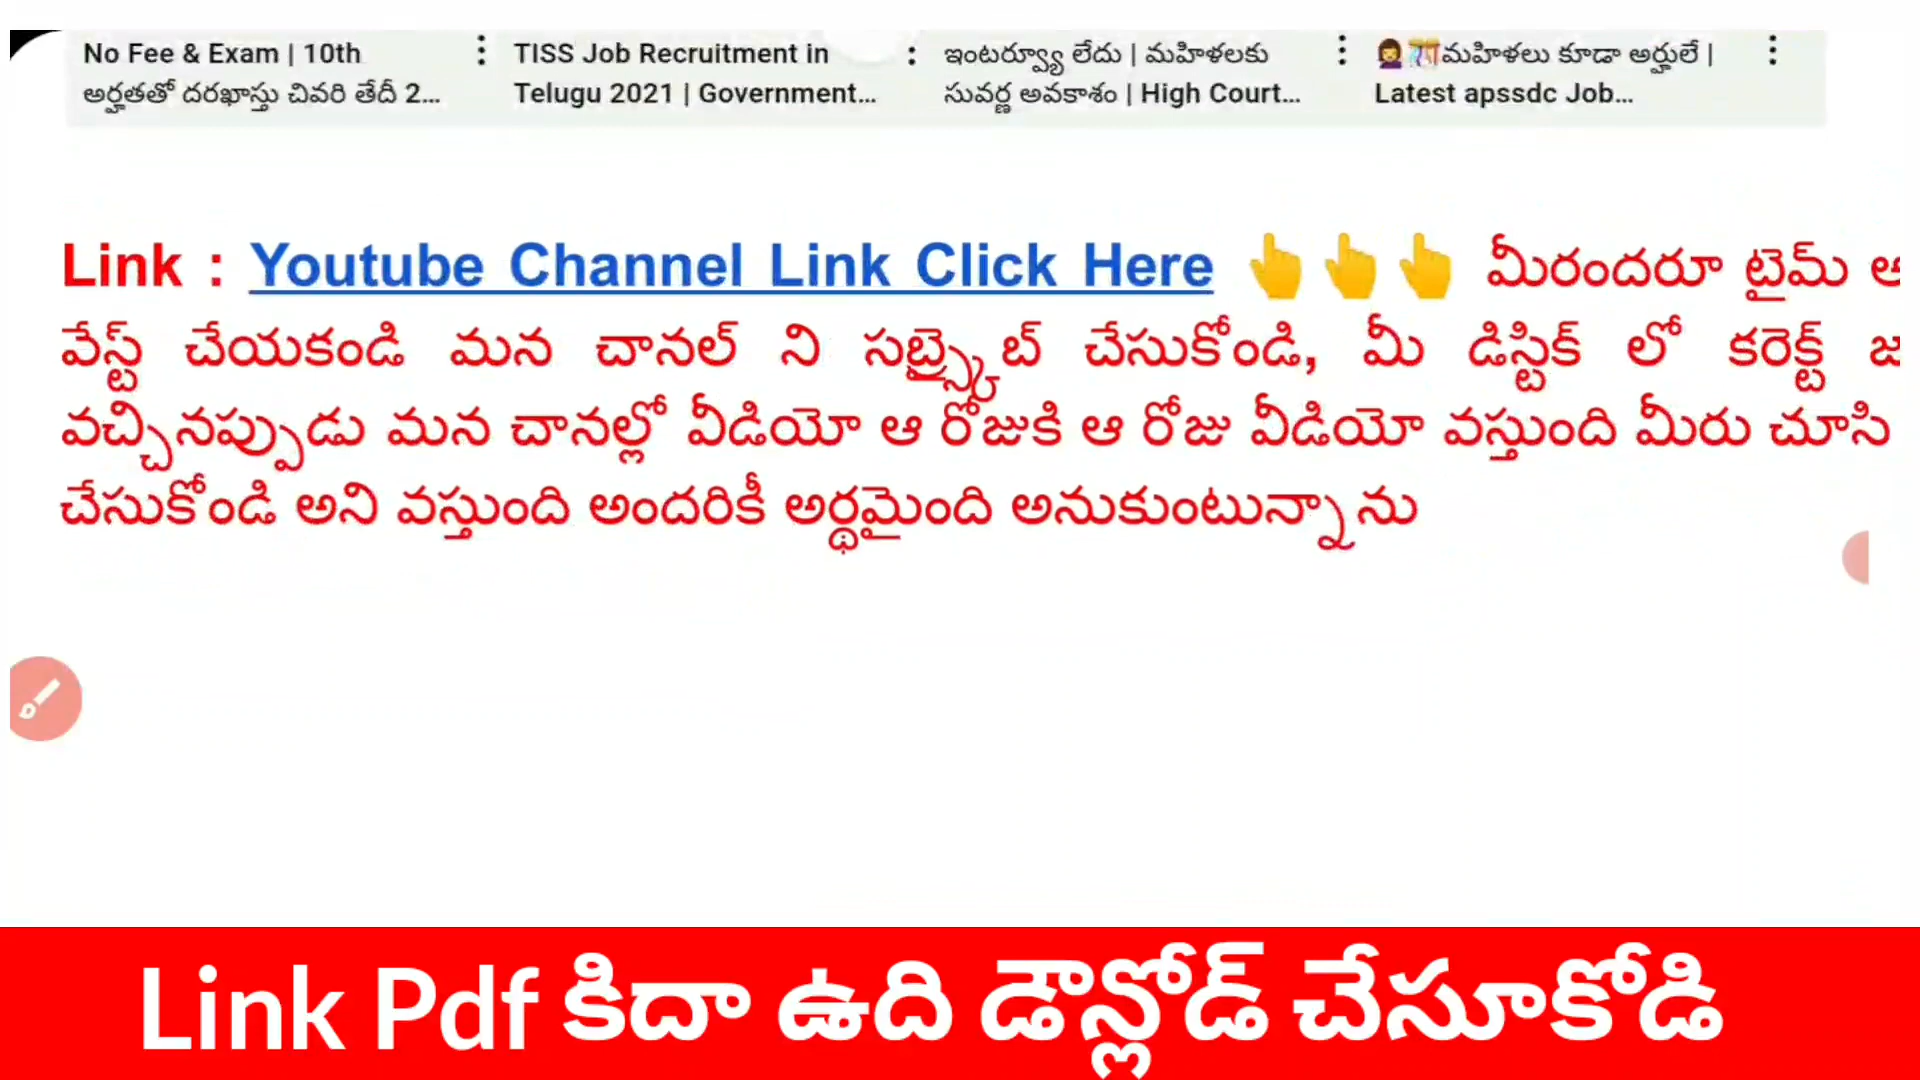 No Fee & Exam | 10th
అర్హతతో దరఖాస్తు చివరి తేదీ 2...
TISS Job Recruitment in
Telugu 2021 | Government...
ఇంటర్వ్యూ లేదు | మహిళలకు
సువర్ణ అవకాశం | High Court...
మహిళలు కూడా అర్హులే |
Latest apssdc Job...
Link : Youtube Channel Link Click Here 👆👆👆 మీరందరూ టైమ్
వేస్ట్ చేయకండి మన చానల్ ని సబ్స్క్రైబ్ చేసుకోండి, మీ డిస్టిక్ లో కరెక్ట్
వచ్చినప్పుడు మన చానల్లో వీడియో ఆ రోజుకి ఆ రోజు వీడియో వస్తుంది మీరు చూసి
చేసుకోండి అని వస్తుంది అందరికీ అర్థమైంది అనుకుంటున్నాను
Link Pdf కిదా ఉది డౌన్లోడ్ చేసూకోడి